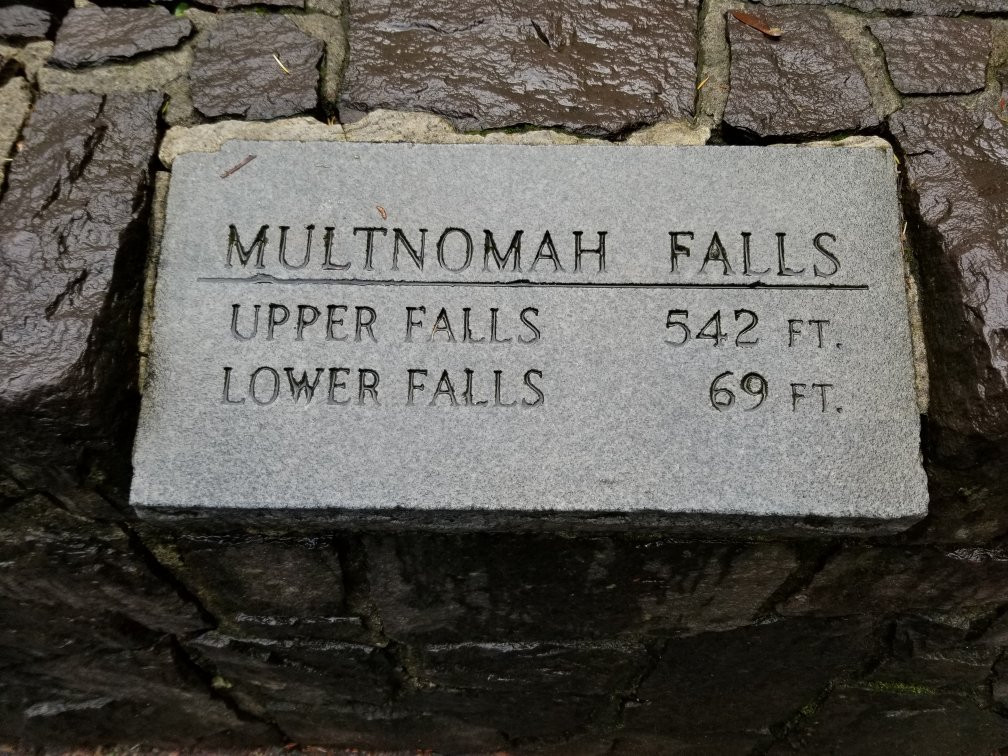 MULTNOMAH FALLS
UPPER FALLS 542 FT.
LOWER FALLS 69 FT.